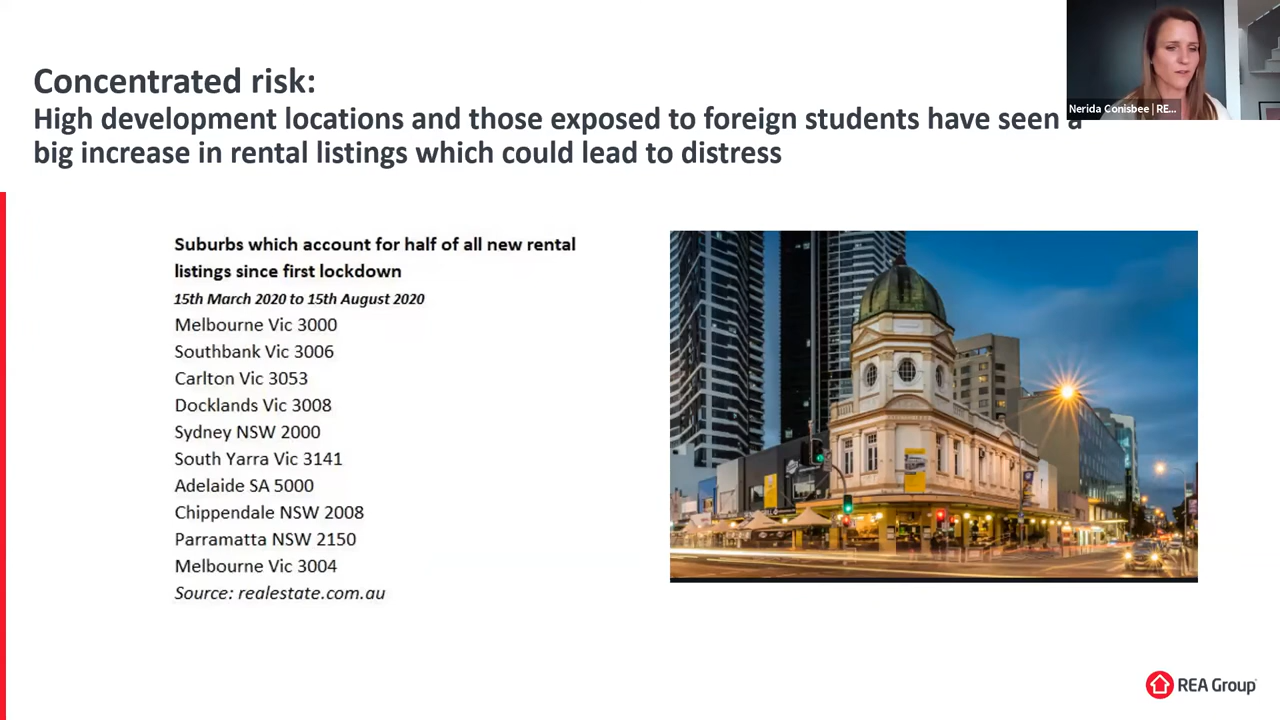 Concentrated risk:
High development locations and those exposed to foreign students have seen a
big increase in rental listings which could lead to distress
Nerida Conisbee | RE...
Suburbs which account for half of all new rental
listings since first lockdown
15th March 2020 to 15th August 2020
Melbourne Vic 3000
Southbank Vic 3006
Carlton Vic 3053
Docklands Vic 3008
Sydney NSW 2000
South Yarra Vic 3141
Adelaide SA 5000
Chippendale NSW 2008
Parramatta NSW 2150
Melbourne Vic 3004
Source: realestate.com.au
REA Group